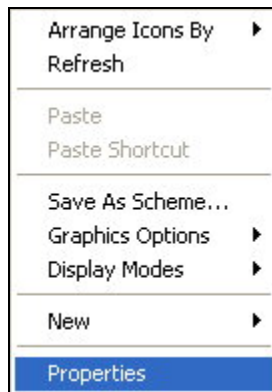 Arrange Icons By
Refresh
Paste
Paste Shortcut
Save As Scheme...
Graphics Options
Display Modes
New
Properties